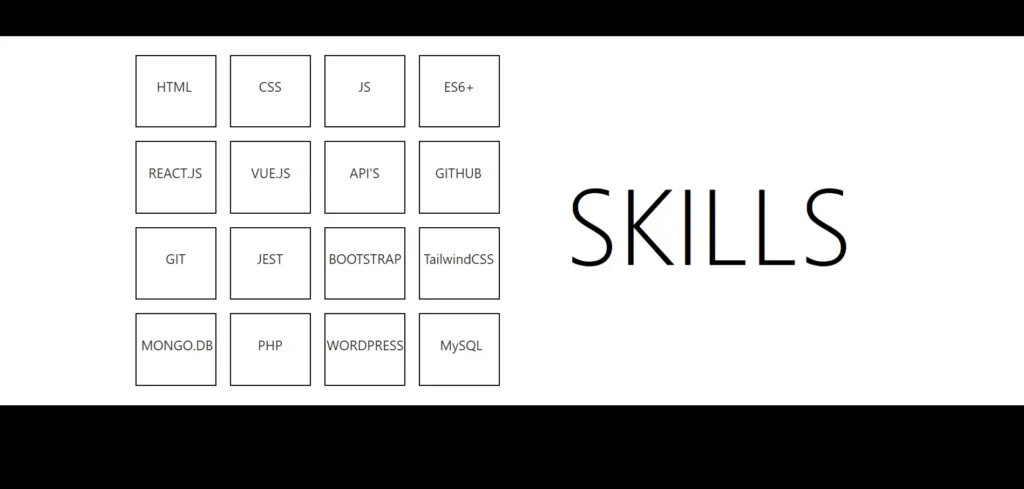 HTML CSS JS ES6+
REACT.JS VUE.JS API'S GITHUB
GIT JEST BOOTSTRAP TailwindCSS
MONGO.DB PHP WORDPRESS MySQL
SKILLS